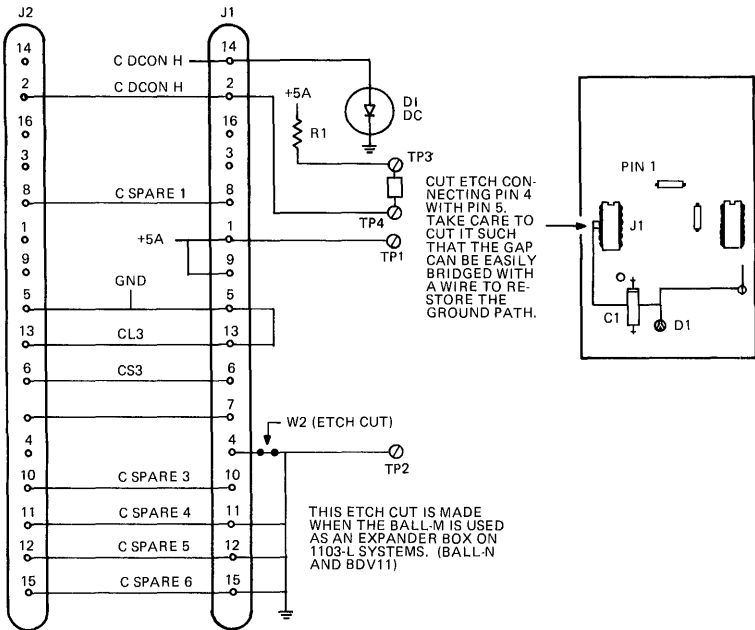 J2 J1
14 C DCON H 14
2 C DCON H 2
+5A
D1
DC
16 16
R1
3 3
TP3
8 C SPARE 1 8
TP4
1 +5A 1
TP1
9 9
GND
5 5
13 CL3 13
6 CS3 6
7
W2 (ETCH CUT)
4 4
TP2
10 C SPARE 3 10
11 C SPARE 4 11
12 C SPARE 5 12
15 C SPARE 6 15
CUT ETCH CON-
NECTING PIN 4
WITH PIN 5.
TAKE CARE TO
CUT IT SUCH
THAT THE GAP
CAN BE EASILY
BRIDGED WITH
A WIRE TO RE-
STORE THE
GROUND PATH.
THIS ETCH CUT IS MADE
WHEN THE BALL-M IS USED
AS AN EXPANDER BOX ON
1103-L SYSTEMS. (BALL-N
AND BDV11)
PIN 1
J1
C1
D1